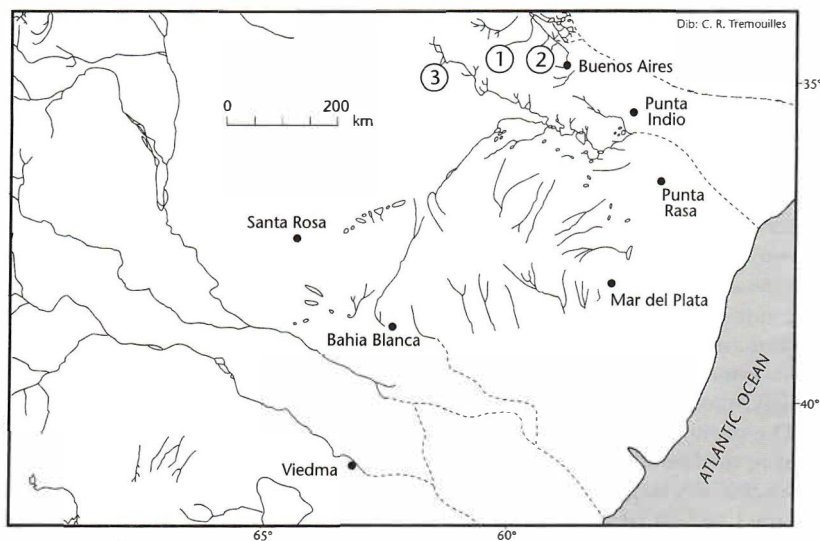 Dib: C. R. Tremouilles
1
2
3
Buenos Aires
35°
0 200
km
Punta
Indio
Punta
Rasa
Santa Rosa
Mar del Plata
Bahia Blanca
ATLANTIC OCEAN
40°
Viedma
65° 60°